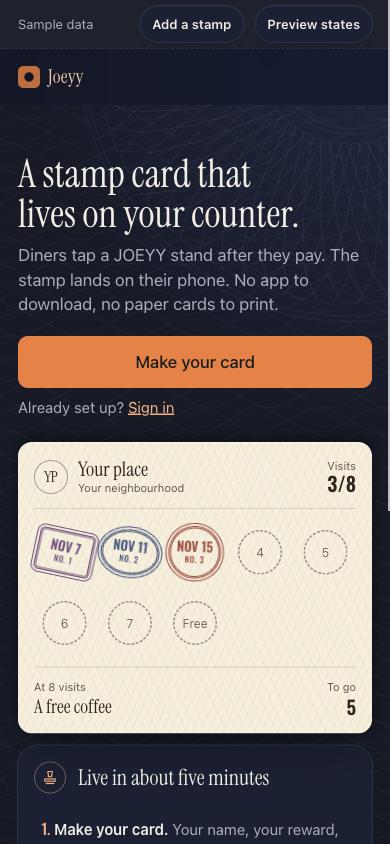 Sample data
Add a stamp
Preview states
Joeyy
A stamp card that
lives on your counter.
Diners tap a JOEYY stand after they pay. The
stamp lands on their phone. No app to
download, no paper cards to print.
Make your card
Already set up? Sign in
YP
Your place
Your neighbourhood
Visits
3/8
NOV 7
NO. 1
NOV 11
NO. 2
NOV 15
NO. 3
4
5
6
7
Free
At 8 visits
A free coffee
To go
5
Live in about five minutes
1. Make your card. Your name, your reward,